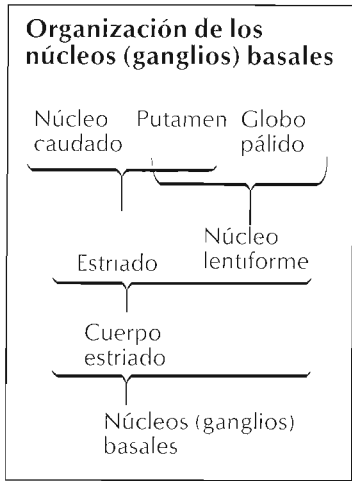 Organización de los
núcleos (ganglios) basales
Núcleo Putamen Globo
caudado pálido
Núcleo
lentiforme
Estriado
Cuerpo
estriado
Núcleos (ganglios)
basales